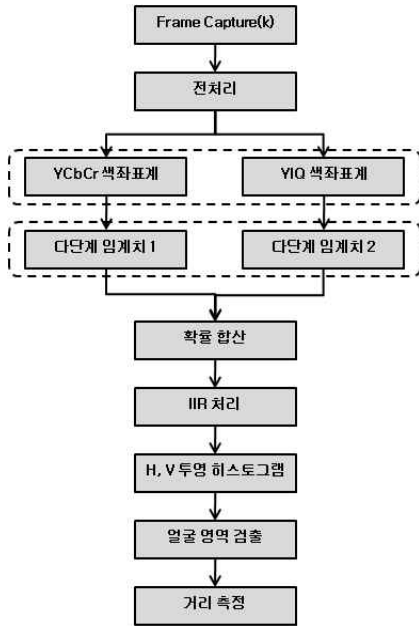 Frame Capture(k)
전처리
YCbCr 색좌표계
YIQ 색좌표계
다단계 임계치 1
다단계 임계치 2
확률 합산
IIR 처리
H, V 투영 히스토그램
얼굴 영역 검출
거리 측정